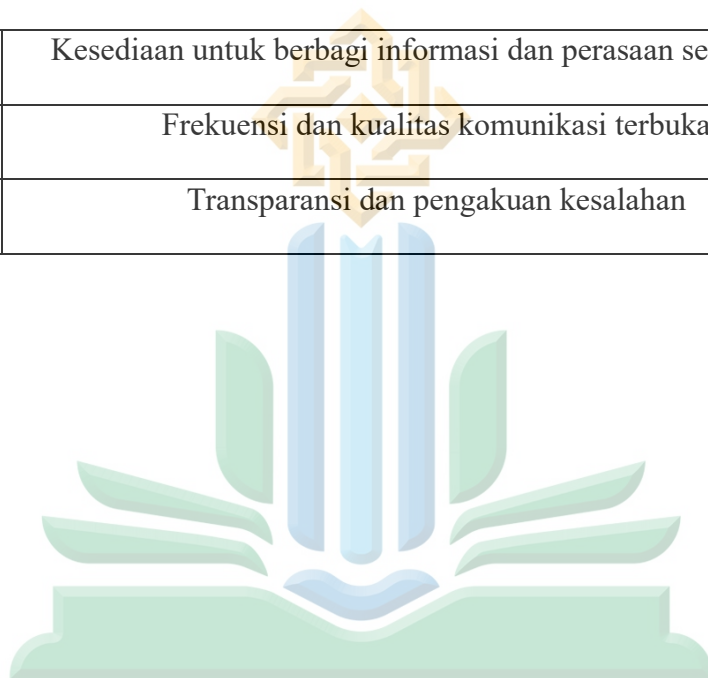 Kesediaan untuk berbagi informasi dan perasaan se
Frekuensi dan kualitas komunikasi terbuka
Transparansi dan pengakuan kesalahan